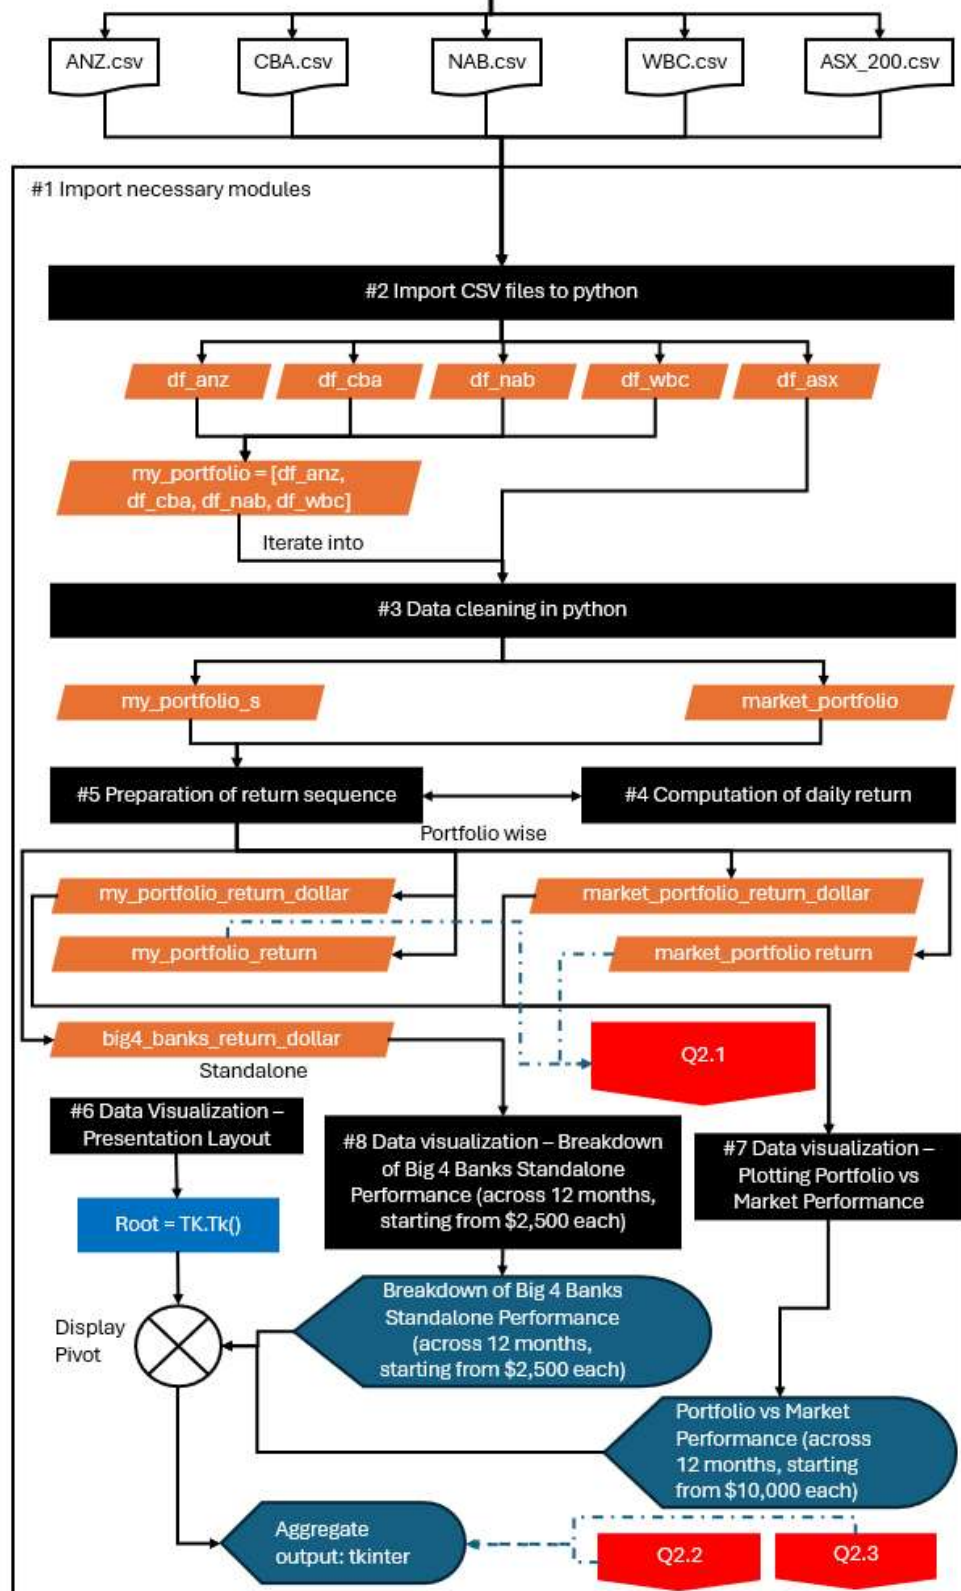 ANZ.csv
CBA.csv
NAB.csv
WBC.csv
ASX_200.csv
#1 Import necessary modules
#2 Import CSV files to python
df_anz
df_cba
df_nab
df_wbc
df_asx
my_portfolio = [df_anz,
df_cba, df_nab, df_wbc]
Iterate into
#3 Data cleaning in python
my_portfolio_s
market_portfolio
#5 Preparation of return sequence
#4 Computation of daily return
Portfolio wise
my_portfolio_return_dollar
market_portfolio_return_dollar
my_portfolio_return
market_portfolio return
big4_banks_return_dollar
Standalone
Q2.1
#6 Data Visualization –
Presentation Layout
#8 Data visualization – Breakdown
of Big 4 Banks Standalone
Performance (across 12 months,
starting from $2,500 each)
#7 Data visualization –
Plotting Portfolio vs
Market Performance
Root = TK.Tk()
Display
Pivot
Breakdown of Big 4 Banks
Standalone Performance
(across 12 months,
starting from $2,500 each)
Portfolio vs Market
Performance (across
12 months, starting
from $10,000 each)
Aggregate
output: tkinter
Q2.2
Q2.3